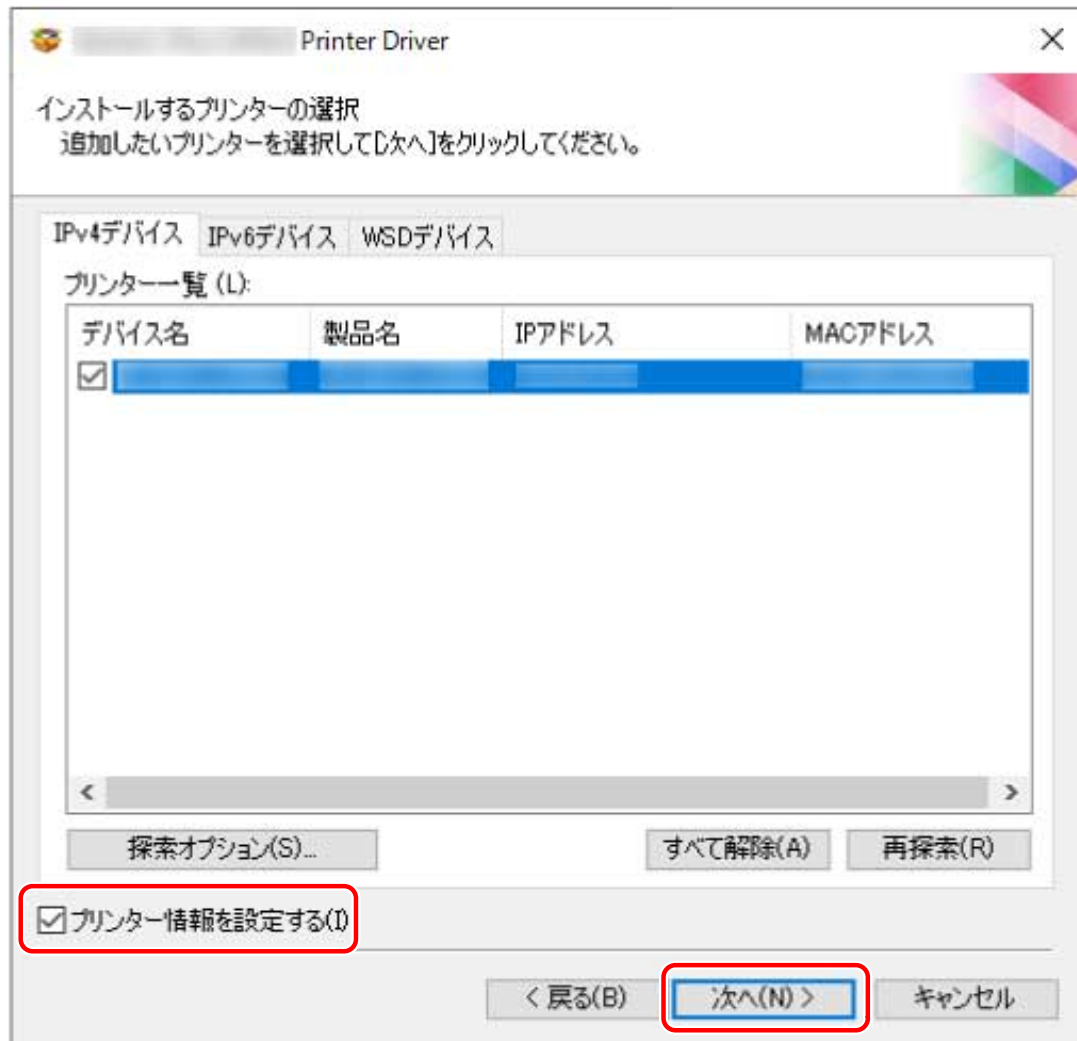 Printer Driver
インストールするプリンターの選択
追加したいプリンターを選択して[次へ]をクリックしてください。
IPv4デバイス IPv6デバイス WSDデバイス
プリンター一覧 (L):
デバイス名 製品名 IPアドレス MACアドレス
探索オプション(S)... すべて解除(A) 再探索(R)
プリンター情報を設定する(I)
< 戻る(B) 次へ(N) > キャンセル